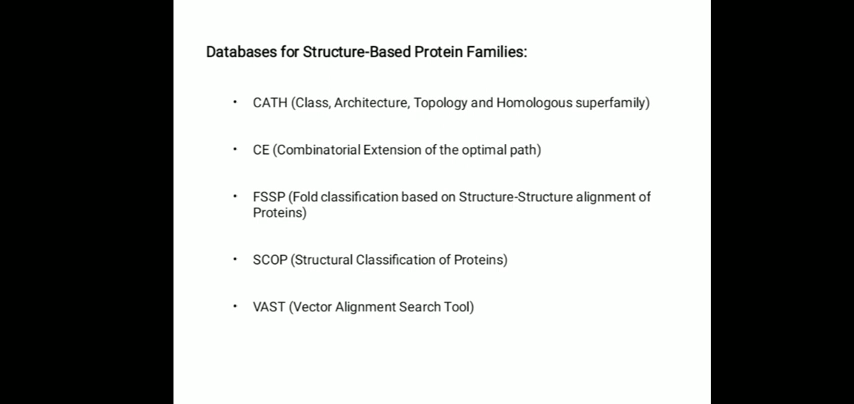 Databases for Structure-Based Protein Families:
• CATH (Class, Architecture, Topology and Homologous superfamily)
• CE (Combinatorial Extension of the optimal path)
• FSSP (Fold classification based on Structure-Structure alignment of
Proteins)
• SCOP (Structural Classification of Proteins)
• VAST (Vector Alignment Search Tool)